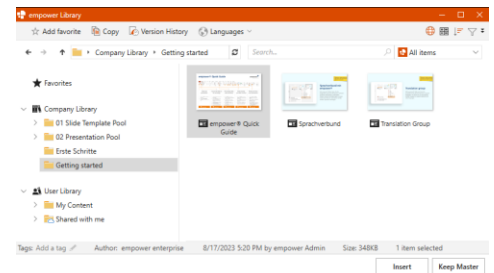 empower Library
Add favorite Copy Version History Languages
Company Library Getting started Search... All items
Favorites
Company Library
01 Slide Template Pool
02 Presentation Pool
Erste Schritte
Getting started
User Library
My Content
Shared with me
empower® Quick Guide
Sprachverbund
Translation Group
Tags: Add a tag Author: empower enterprise 8/17/2023 5:20 PM by empower Admin Size: 348KB 1 item selected
Insert Keep Master